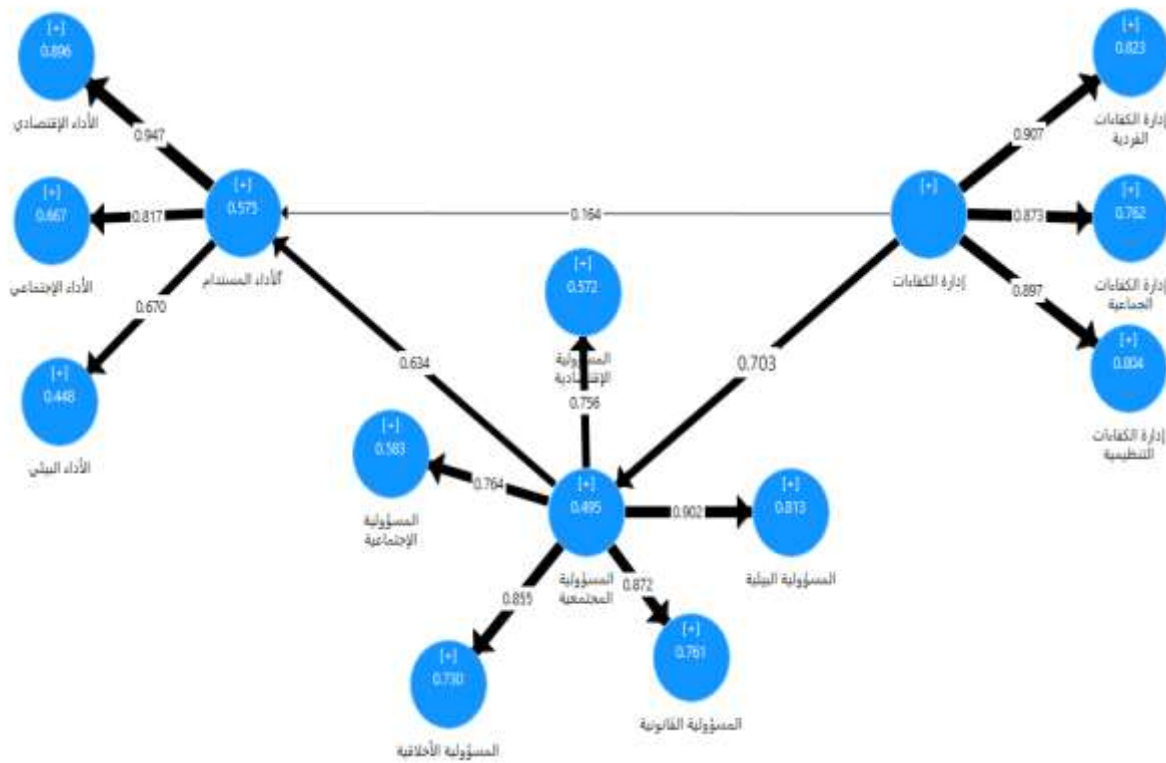 [+]
0.896
الأداء الإقتصادي
0.947
[+]
0.667
الأداء الإجتماعي
0.817
[+]
0.448
الأداء البيئي
0.670
[+]
0.575
الأداء المستدام
0.164
0.634
[+]
إدارة الكفاءات
0.703
[+]
0.823
إدارة الكفاءات
الفردية
0.907
[+]
0.762
إدارة الكفاءات
الجماعية
0.873
[+]
0.804
إدارة الكفاءات
التنظيمية
0.897
[+]
0.572
المسؤولية
الإقتصادية
0.756
[+]
0.583
المسؤولية
الإجتماعية
0.764
[+]
0.495
المسؤولية
المجتمعية
[+]
0.813
المسؤولية البيئية
0.902
[+]
0.761
المسؤولية القانونية
0.872
[+]
0.730
المسؤولية الأخلاقية
0.855